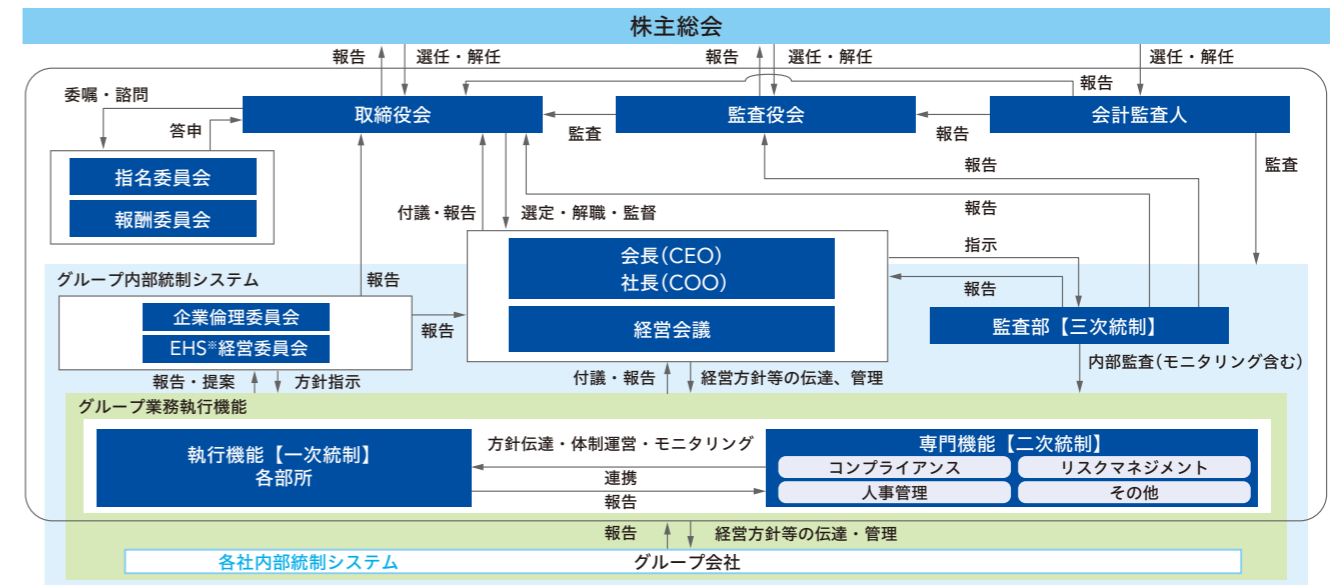 株主総会
報告
選任・解任
報告
選任・解任
選任・解任
委嘱・諮問
答申
取締役会
監査
監査役会
報告
報告
会計監査人
指名委員会
報酬委員会
付議・報告
選定・解職・監督
報告
報告
監査
グループ内部統制システム
報告
会長(CEO)
社長(COO)
経営会議
指示
報告
企業倫理委員会
EHS※経営委員会
報告
監査部【三次統制】
報告・提案
方針指示
付議・報告
経営方針等の伝達、管理
内部監査(モニタリング含む)
グループ業務執行機能
執行機能【一次統制】
各部所
方針伝達・体制運営・モニタリング
連携
報告
専門機能【二次統制】
コンプライアンス
リスクマネジメント
人事管理
その他
報告
経営方針等の伝達・管理
各社内部統制システム
グループ会社